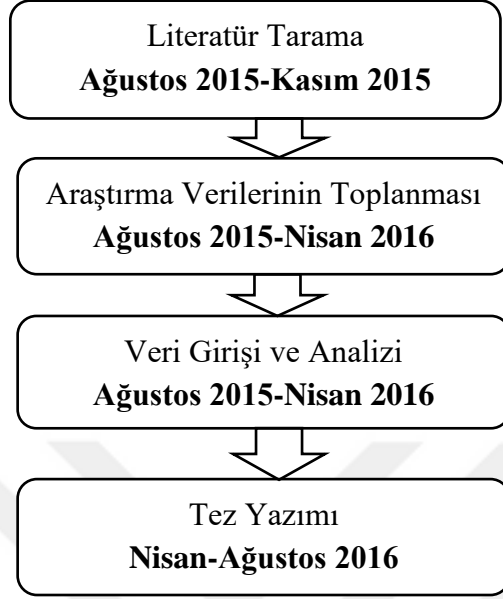 Literatür Tarama
Ağustos 2015-Kasım 2015
Araştırma Verilerinin Toplanması
Ağustos 2015-Nisan 2016
Veri Girişi ve Analizi
Ağustos 2015-Nisan 2016
Tez Yazımı
Nisan-Ağustos 2016